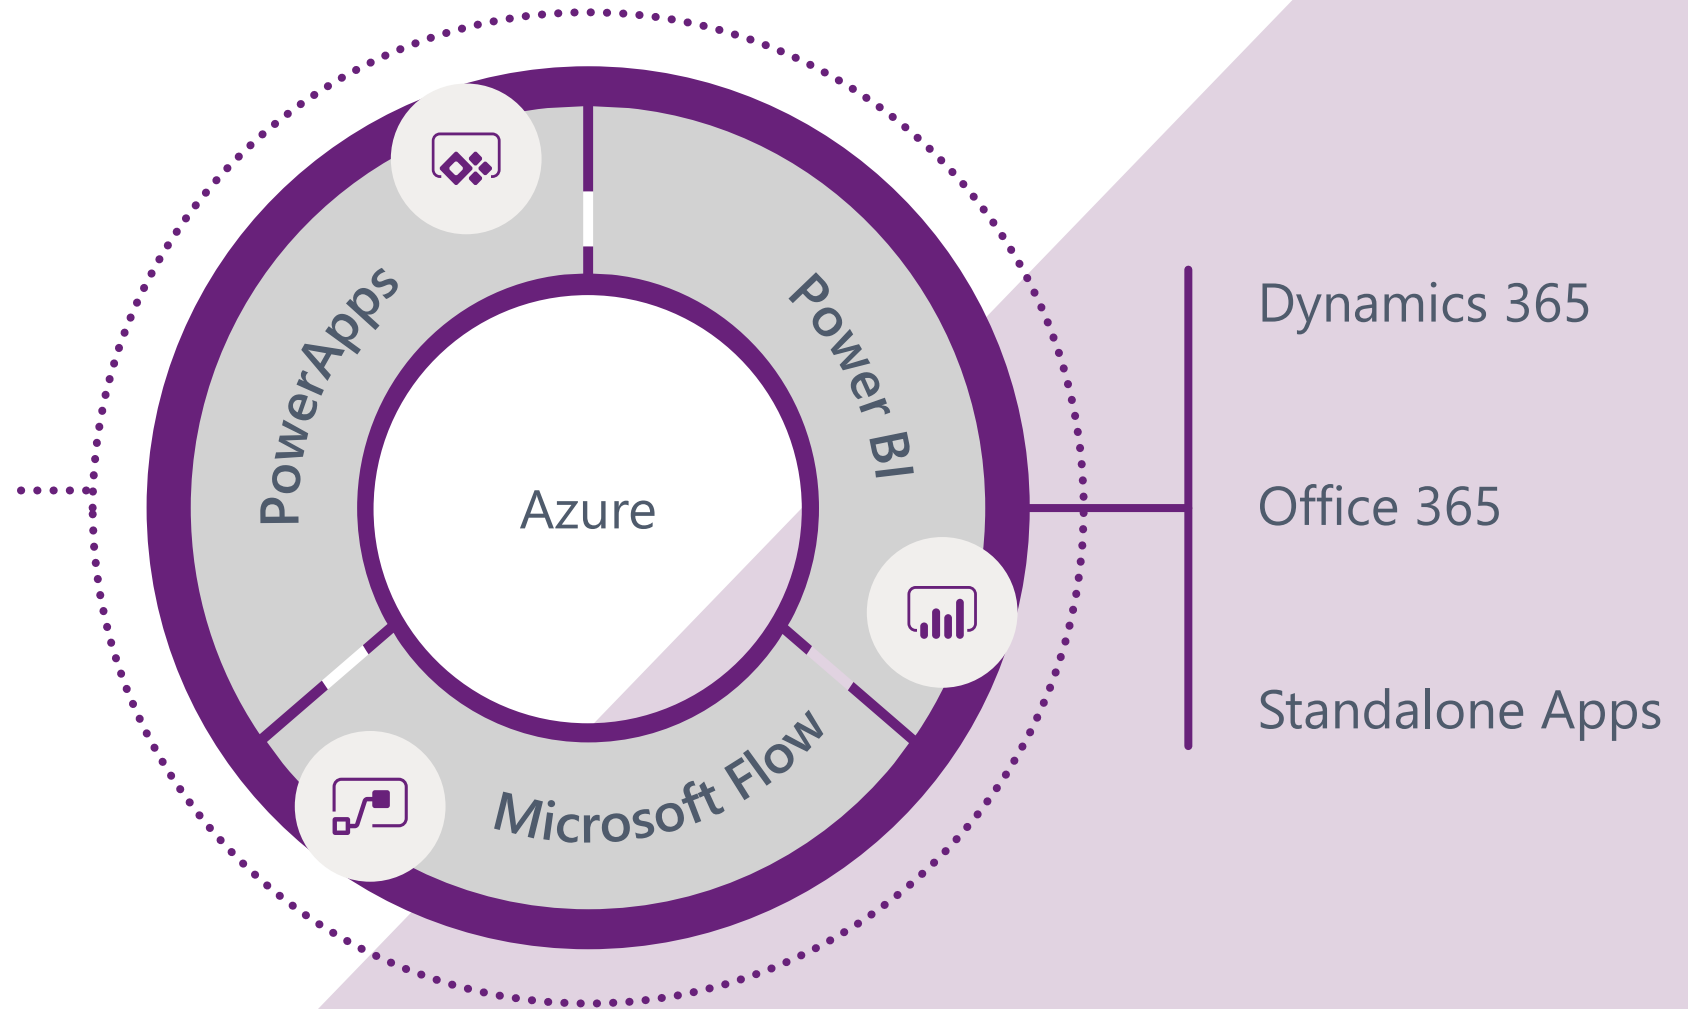 PowerApps
Power BI
Microsoft Flow
Azure
Dynamics 365
Office 365
Standalone Apps